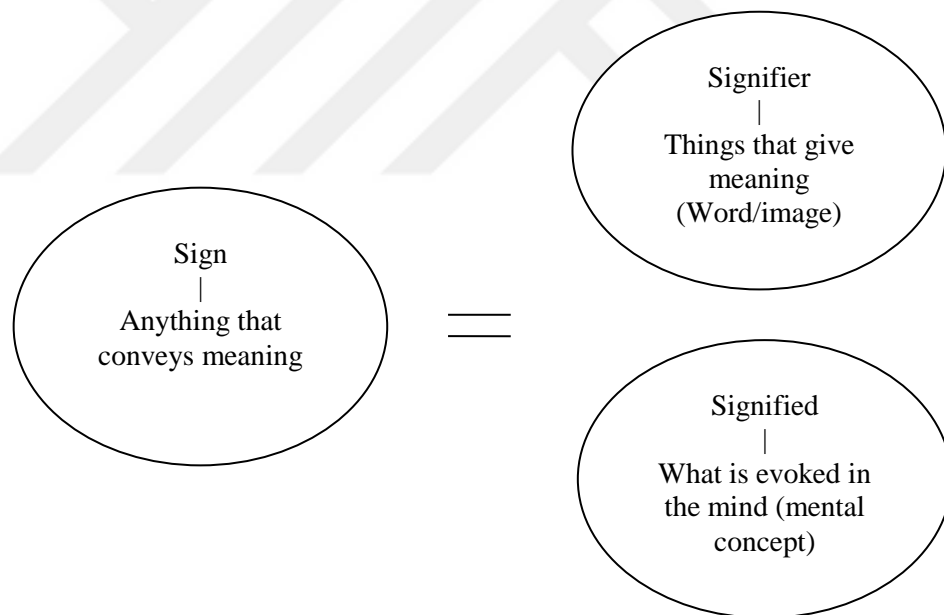 Signifier
|
Things that give
meaning
(Word/image)
Sign
|
Anything that
conveys meaning
=
Signified
|
What is evoked in
the mind (mental
concept)